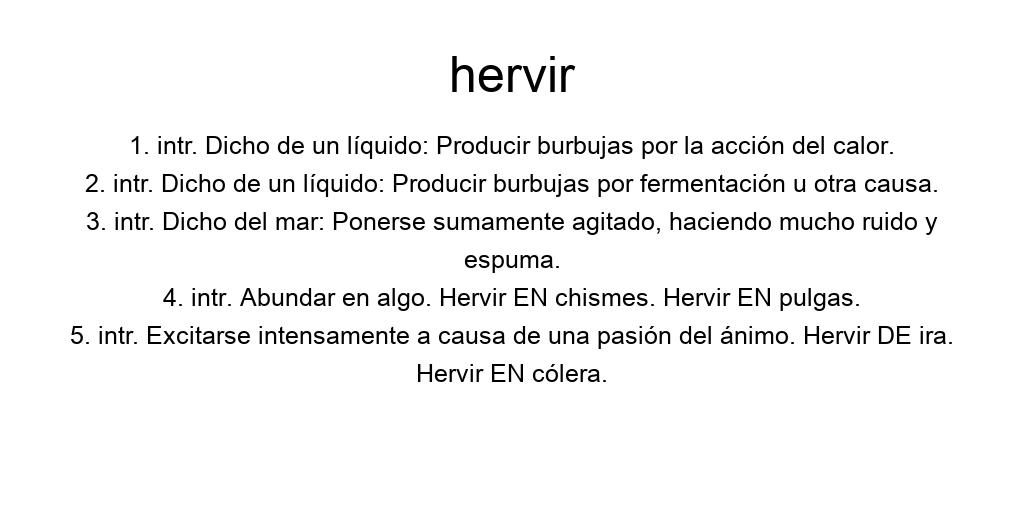 hervir
1. intr. Dicho de un líquido: Producir burbujas por la acción del calor.
2. intr. Dicho de un líquido: Producir burbujas por fermentación u otra causa.
3. intr. Dicho del mar: Ponerse sumamente agitado, haciendo mucho ruido y
espuma.
4. intr. Abundar en algo. Hervir EN chismes. Hervir EN pulgas.
5. intr. Excitarse intensamente a causa de una pasión del ánimo. Hervir DE ira.
Hervir EN cólera.